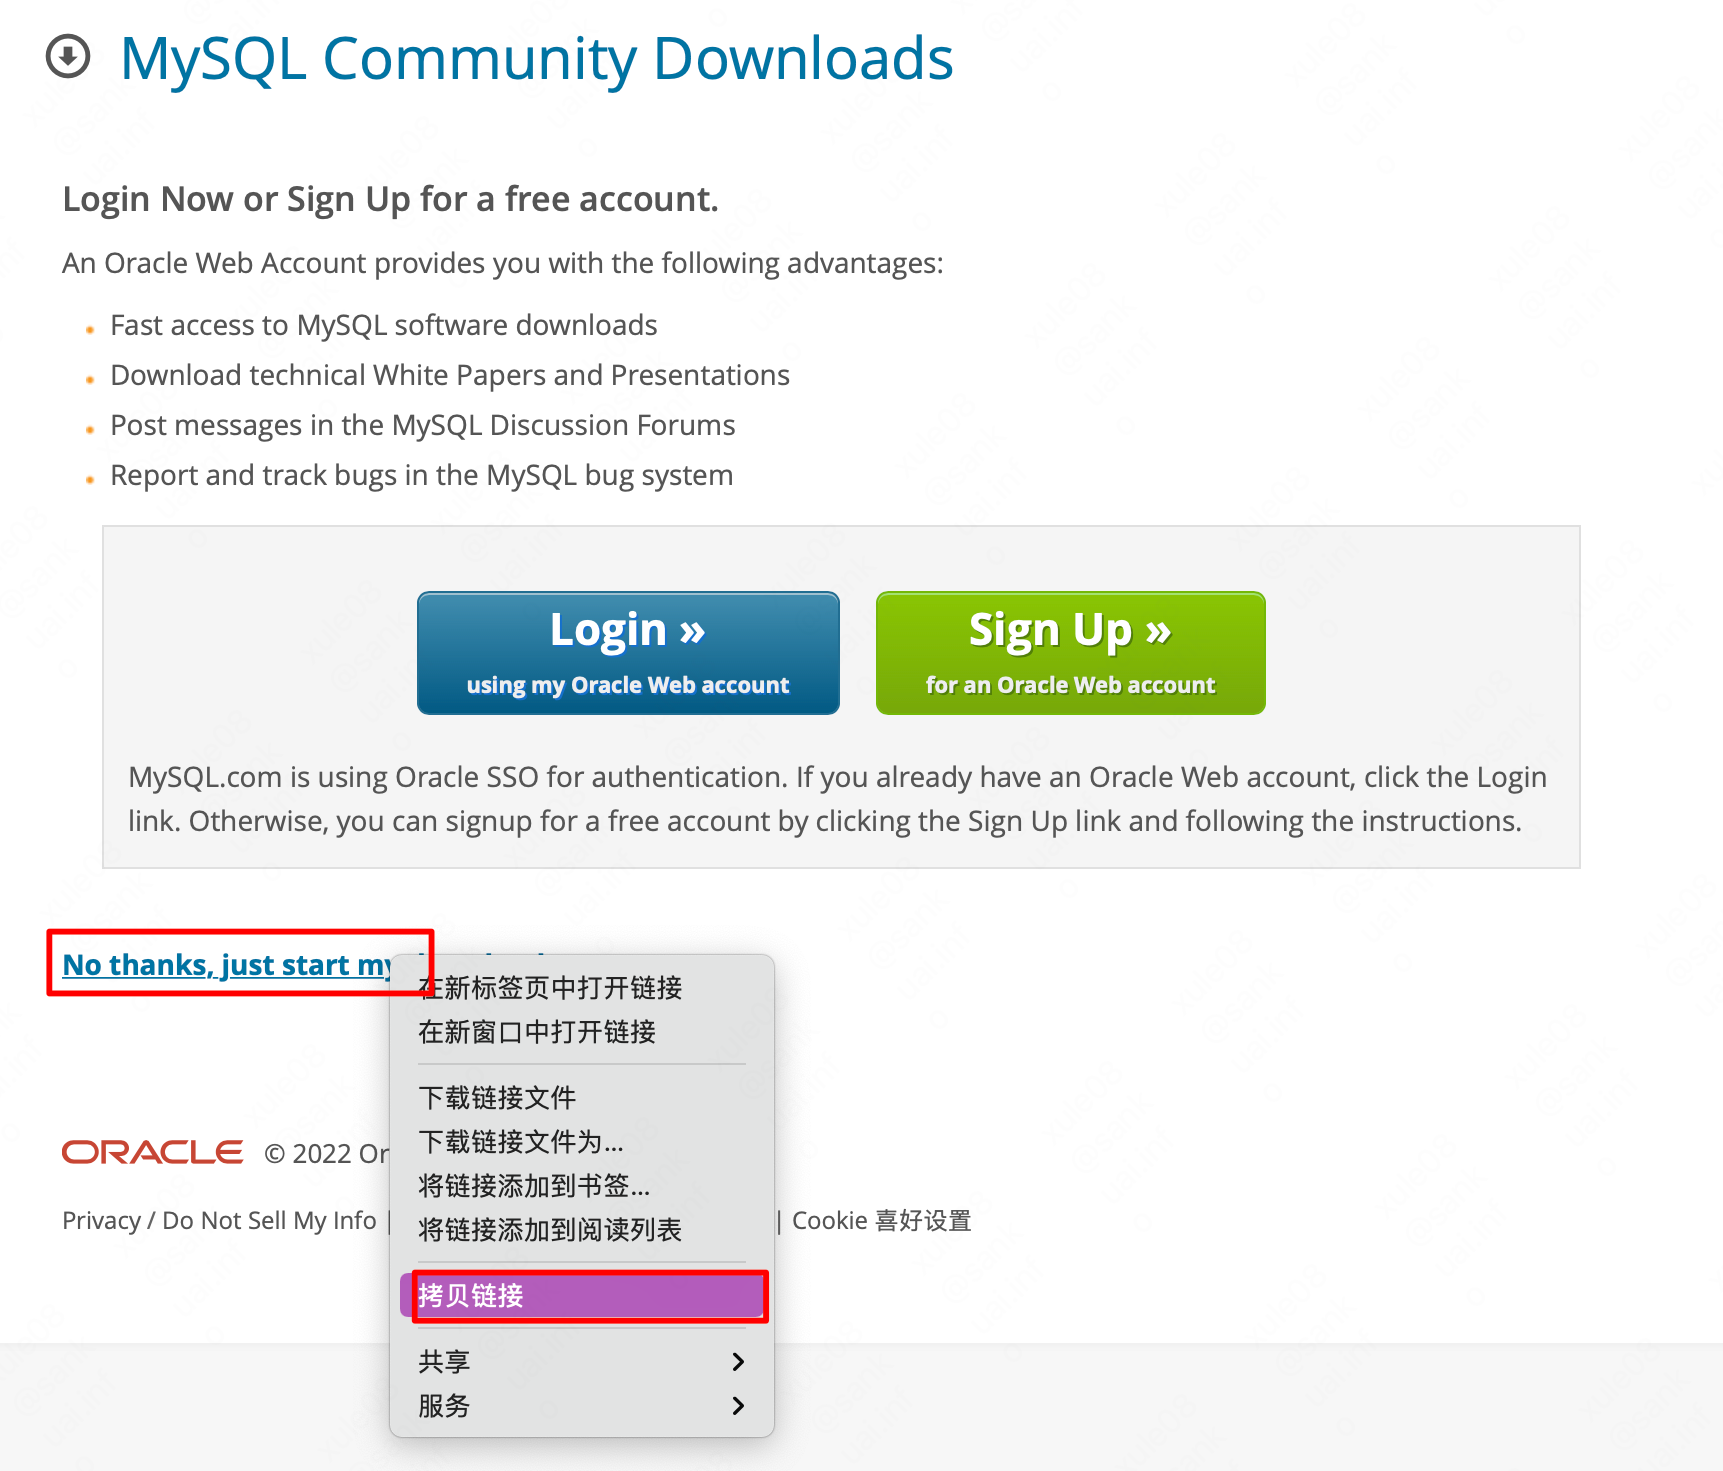 MySQL Community Downloads
Login Now or Sign Up for a free account.
An Oracle Web Account provides you with the following advantages:
Fast access to MySQL software downloads
Download technical White Papers and Presentations
Post messages in the MySQL Discussion Forums
Report and track bugs in the MySQL bug system
Login »
using my Oracle Web account
Sign Up »
for an Oracle Web account
MySQL.com is using Oracle SSO for authentication. If you already have an Oracle Web account, click the Login
link. Otherwise, you can signup for a free account by clicking the Sign Up link and following the instructions.
No thanks, just start my
在新标签页中打开链接
在新窗口中打开链接
下载链接文件
下载链接文件为...
将链接添加到书签...
将链接添加到阅读列表
拷贝链接
共享
服务
ORACLE © 2022 Or
Privacy / Do Not Sell My Info | | Cookie 喜好设置